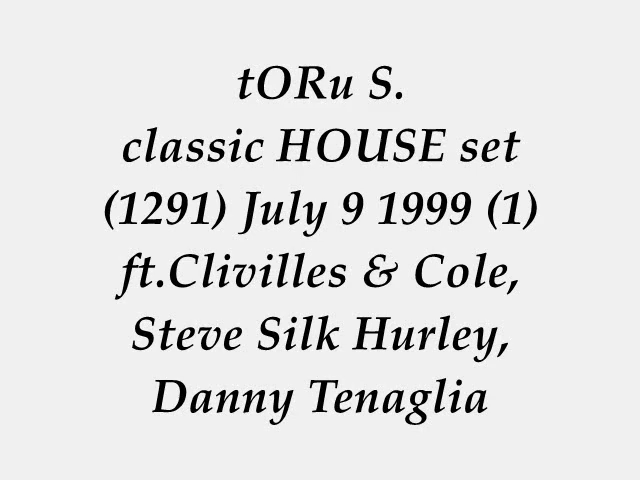 tORu S.
classic HOUSE set
(1291) July 9 1999 (1)
ft.Clivilles & Cole,
Steve Silk Hurley,
Danny Tenaglia